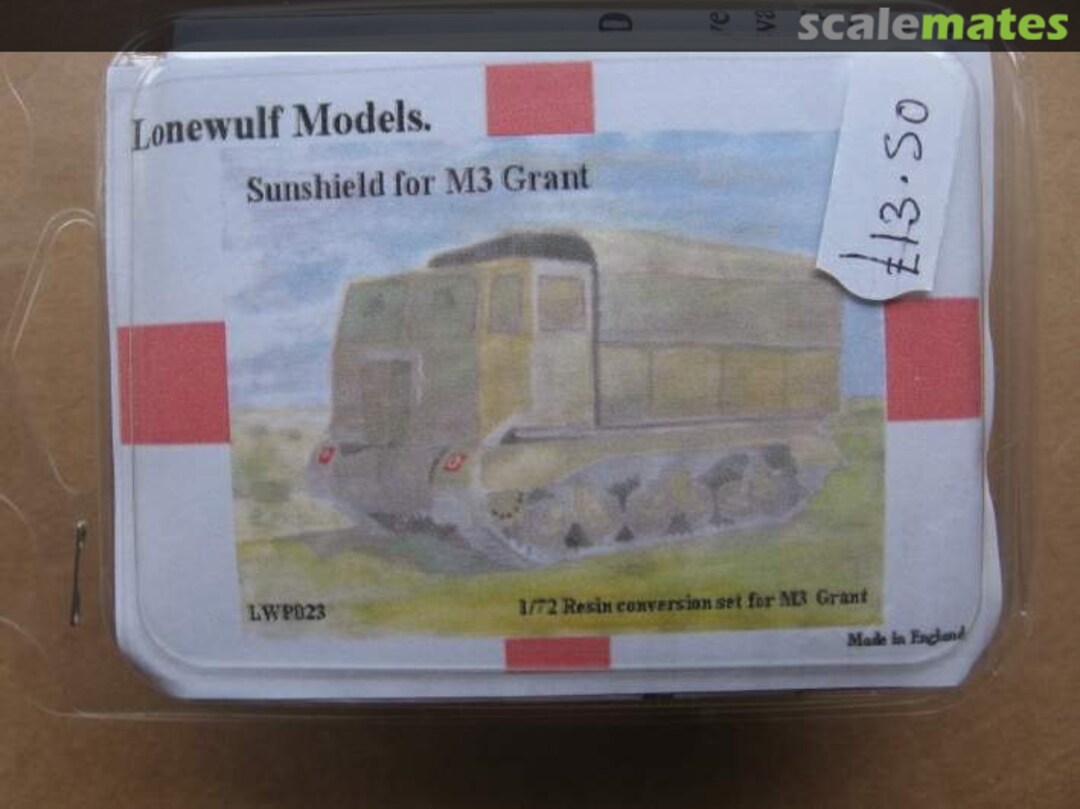 scalemates
Lonewulf Models.
Sunshield for M3 Grant
£13.50
LWP023
1/72 Resin conversion set for M3 Grant
Made in England